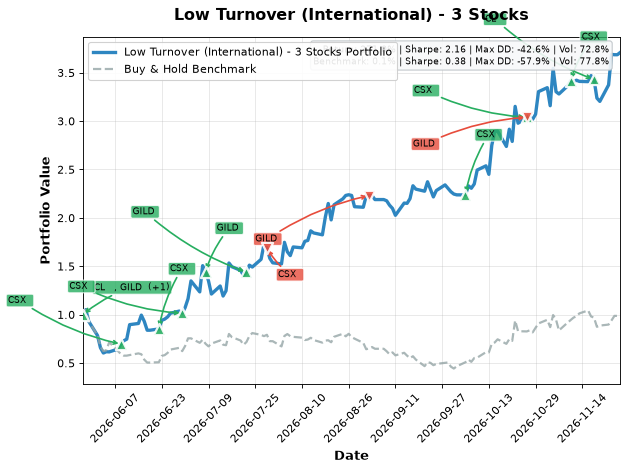 Low Turnover (International) - 3 Stocks
CSX
Low Turnover (International) - 3 Stocks Portfolio
| Sharpe: 2.16 | Max DD: -42.6% | Vol: 72.8%
Buy & Hold Benchmark
Benchmark: 0.1% | Sharpe: 0.38 | Max DD: -57.9% | Vol: 77.8%
3.5
CSX
3.0
CSX
GILD
2.5
GILD
2.0
GILD
GILD
1.5
CSX
CSX
CSX
CL
, GILD (+1)
CSX
1.0
0.5
Portfolio Value
2026-06-07
2026-06-23
2026-07-09
2026-07-25
2026-08-10
2026-08-26
2026-09-11
2026-09-27
2026-10-13
2026-10-29
2026-11-14
Date